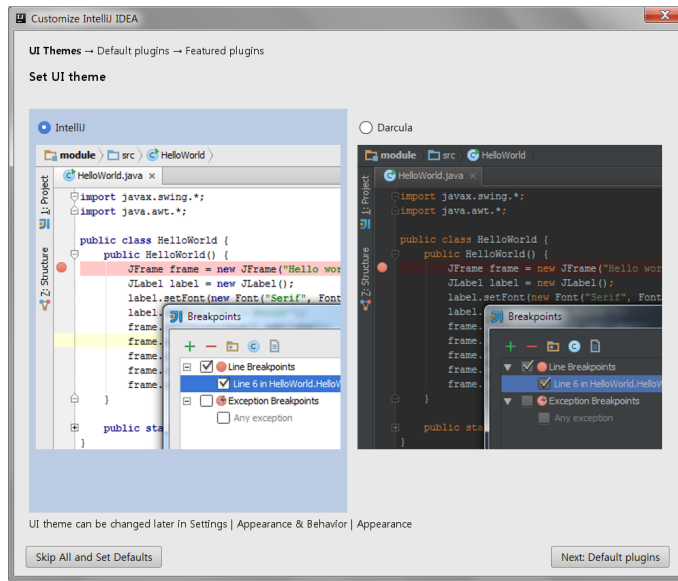 Customize IntelliJ IDEA
UI Themes → Default plugins → Featured plugins
Set UI theme
IntelliJ
module
src
HelloWorld
HelloWorld.java
1: Project
7: Structure
import javax.swing.*;
import java.awt.*;
public class HelloWorld {
public HelloWorld() {
JFrame frame = new JFrame("Hello wor
JLabel label = new JLabel();
label.setFont(new Font("Serif", Font
label.
frame.
frame.
frame.
frame.
frame.
}
public sta
}
Breakpoints
Line Breakpoints
Line 6 in HelloWorld.HelloW
Exception Breakpoints
Any exception
Darcula
module
src
HelloWorld
HelloWorld.java
1: Project
7: Structure
import javax.swing.*;
import java.awt.*;
public class HelloWorld {
public HelloWorld() {
JFrame frame = new JFrame("Hello wor
JLabel label = new JLabel();
label.setFont(new Font("Serif", Font
label.
frame.
frame.
frame.
frame.
frame.
}
public sta
}
Breakpoints
Line Breakpoints
Line 6 in HelloWorld.HelloW
Exception Breakpoints
Any exception
UI theme can be changed later in Settings | Appearance & Behavior | Appearance
Skip All and Set Defaults
Next: Default plugins